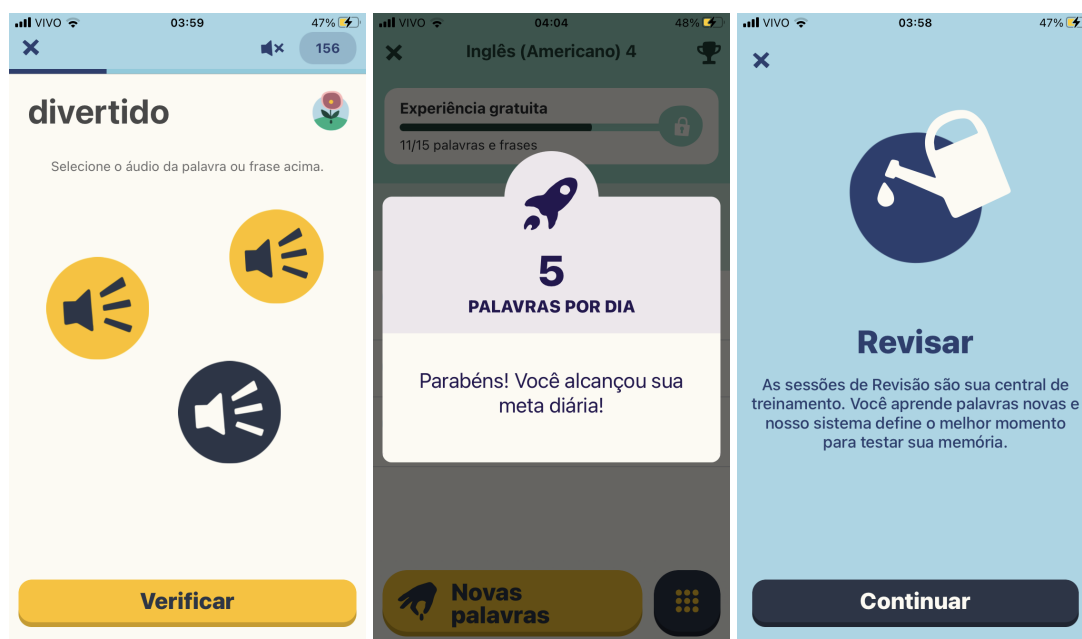 VIVO 03:59 47%
156
divertido
Selecione o áudio da palavra ou frase acima.
Verificar
VIVO 04:04 48%
Inglês (Americano) 4
Experiência gratuita
11/15 palavras e frases
5
PALAVRAS POR DIA
Parabéns! Você alcançou sua
meta diária!
Novas
palavras
VIVO 03:58 47%
Revisar
As sessões de Revisão são sua central de
treinamento. Você aprende palavras novas e
nosso sistema define o melhor momento
para testar sua memória.
Continuar